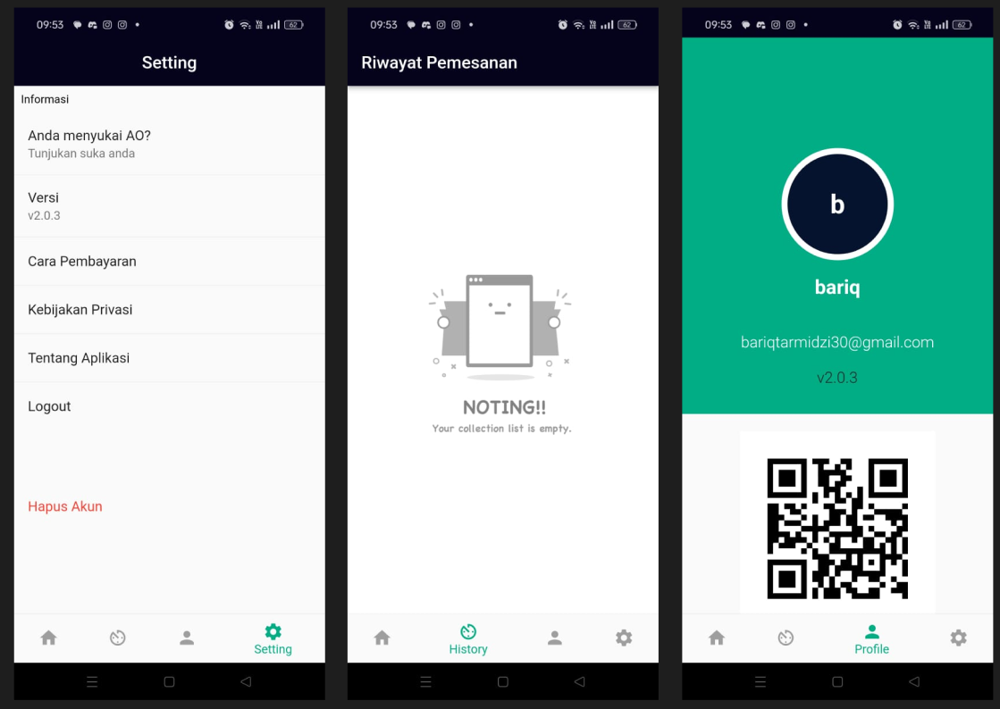 09:53
62
Setting
Informasi
Anda menyukai AO?
Tunjukan suka anda
Versi
v2.0.3
Cara Pembayaran
Kebijakan Privasi
Tentang Aplikasi
Logout
Hapus Akun
Setting
09:53
62
Riwayat Pemesanan
NOTING!!
Your collection list is empty.
History
09:53
62
b
bariq
bariqtarmidzi30@gmail.com
v2.0.3
Profile